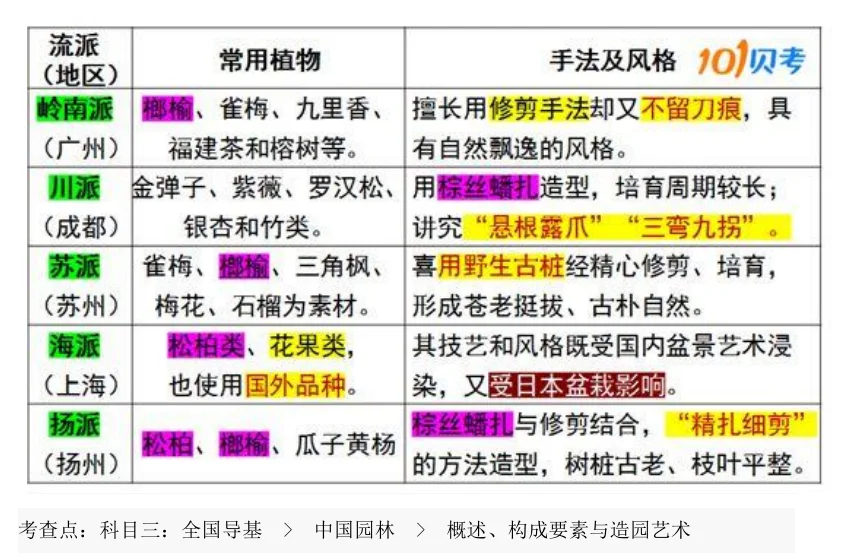 流派
（地区）
常用植物
手法及风格 101贝考
岭南派
（广州）
榔榆、雀梅、九里香、
福建茶和榕树等。
擅长用修剪手法却又不留刀痕，具
有自然飘逸的风格。
川派
（成都）
金弹子、紫薇、罗汉松、
银杏和竹类。
用棕丝蟠扎造型，培育周期较长；
讲究“悬根露爪”“三弯九拐”。
苏派
（苏州）
雀梅、榔榆、三角枫、
梅花、石榴为素材。
喜用野生古桩经精心修剪、培育，
形成苍老挺拔、古朴自然。
海派
（上海）
松柏类、花果类，
也使用国外品种。
其技艺和风格既受国内盆景艺术浸
染，又受日本盆栽影响。
扬派
（扬州）
松柏、榔榆、瓜子黄杨
棕丝蟠扎与修剪结合，“精扎细剪”
的方法造型，树桩古老、枝叶平整。
考查点：科目三：全国导基 > 中国园林 > 概述、构成要素与造园艺术